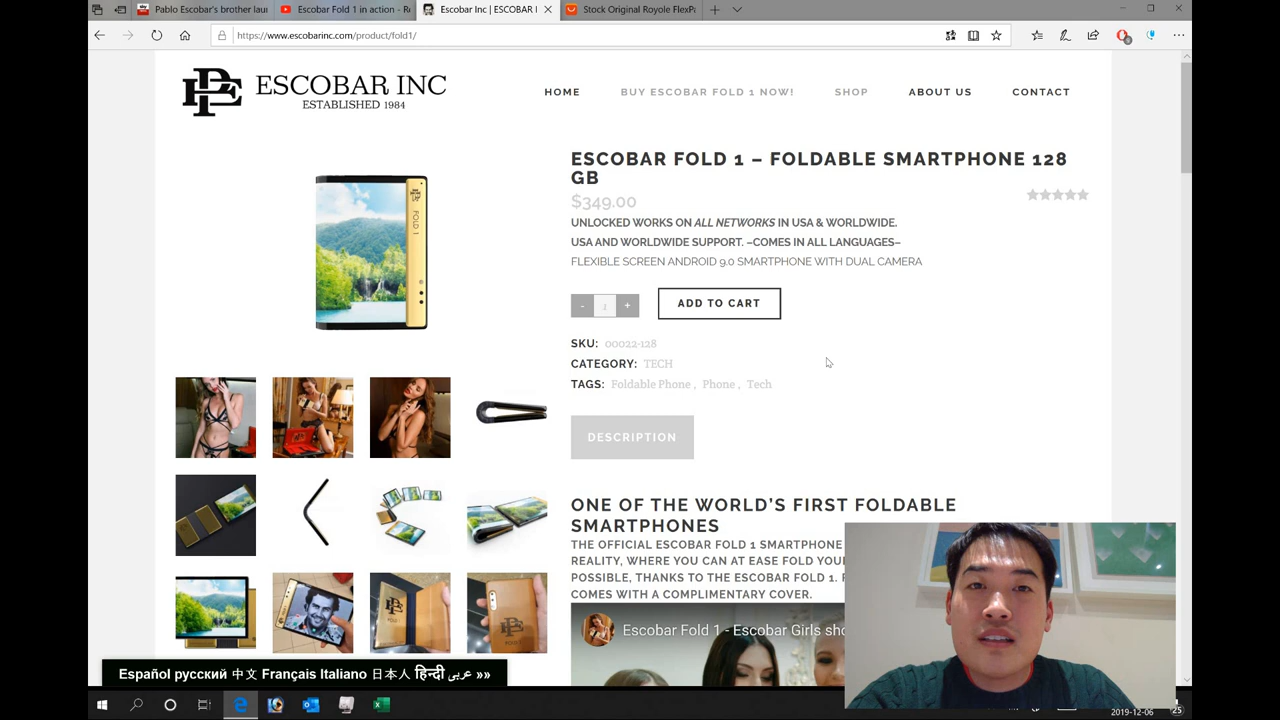 Pablo Escobar's brother lau
Escobar Fold 1 in action - Re
Escobar Inc | ESCOBAR I
Stock Original Royole FlexPa
https://www.escobarinc.com/product/fold1/
ESCOBAR INC
ESTABLISHED 1984
HOME BUY ESCOBAR FOLD 1 NOW! SHOP ABOUT US CONTACT
ESCOBAR FOLD 1 – FOLDABLE SMARTPHONE 128
GB
$349.00
UNLOCKED WORKS ON ALL NETWORKS IN USA & WORLDWIDE.
USA AND WORLDWIDE SUPPORT. –COMES IN ALL LANGUAGES–
FLEXIBLE SCREEN ANDROID 9.0 SMARTPHONE WITH DUAL CAMERA
- 1 + ADD TO CART
SKU: 00022-128
CATEGORY: TECH
TAGS: Foldable Phone , Phone , Tech
FOLD 1
DESCRIPTION
ONE OF THE WORLD'S FIRST FOLDABLE
SMARTPHONES
THE OFFICIAL ESCOBAR FOLD 1 SMARTPHONE
REALITY, WHERE YOU CAN AT EASE FOLD YOUR
POSSIBLE, THANKS TO THE ESCOBAR FOLD 1.
COMES WITH A COMPLIMENTARY COVER.
Escobar Fold 1 - Escobar Girls sho
Español русский 中文 Français Italiano 日本人 हिन्दी عربى »»
2019-12-06
25